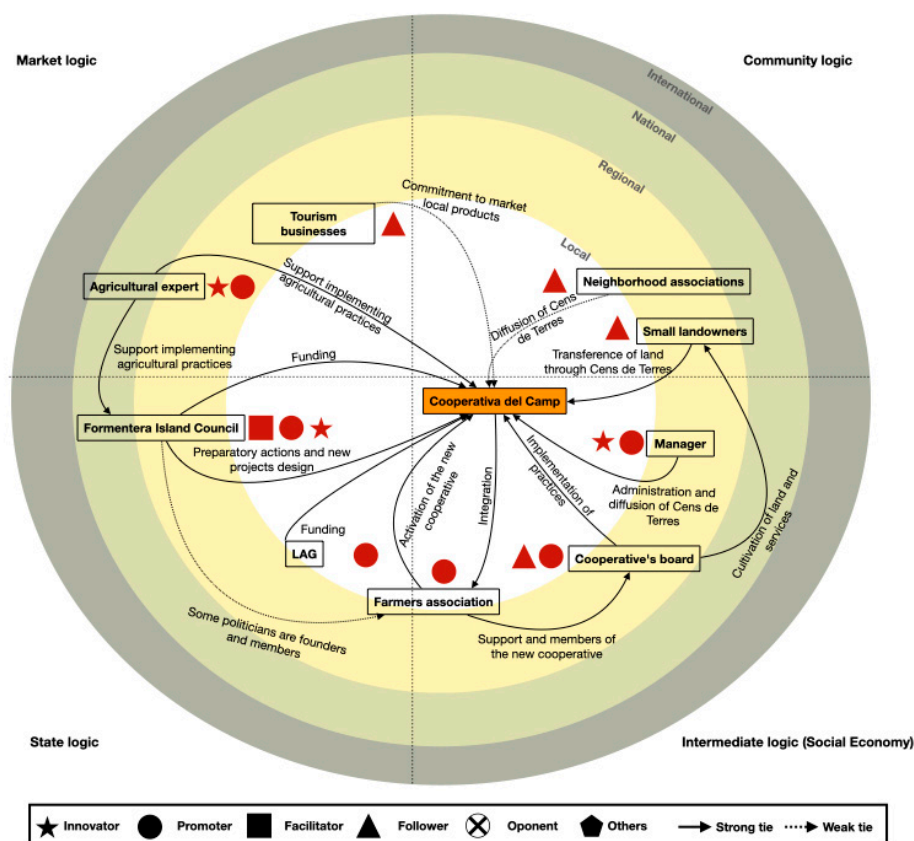 Market logic
Community logic
International
National
Regional
Local
Commitment to market
local products
Tourism
businesses
Support implementing
agricultural practices
Agricultural expert
Neighborhood associations
Diffusion of Cens
de Terres
Small landowners
Support implementing
agricultural practices
Funding
Transference of land
through Cens de Terres
Cooperativa del Camp
Formentera Island Council
Preparatory actions and new
projects design
Manager
Activation of the new
cooperative
Integration
Implementation of
practices
Administration and
diffusion of Cens de
Terres
Cultivation of land and
services
Funding
LAG
Cooperative's board
Farmers association
Some politicians are founders
and members
Support and members of
the new cooperative
State logic
Intermediate logic (Social Economy)
Innovator Promoter Facilitator Follower Oponent Others Strong tie Weak tie